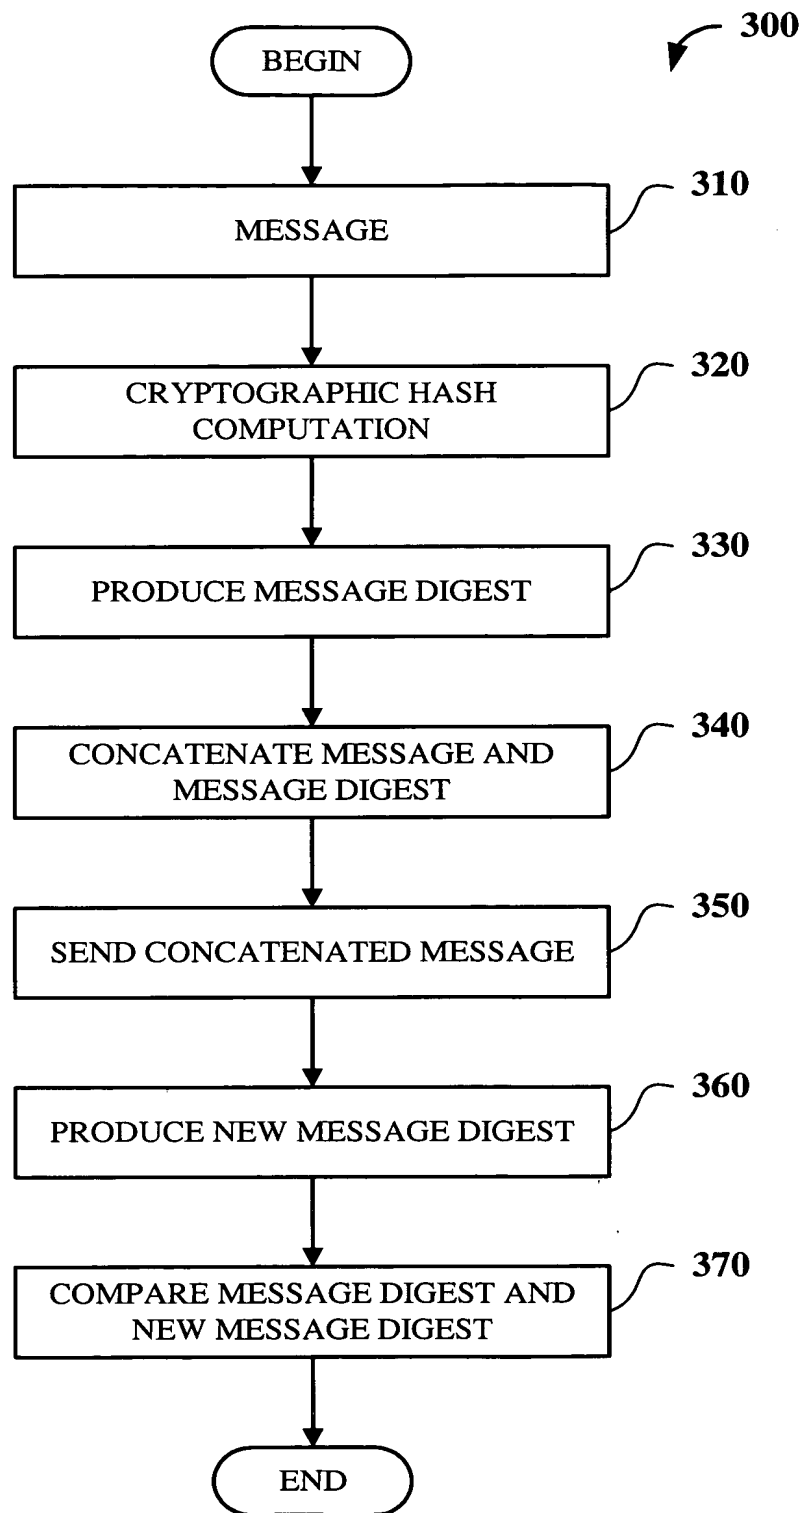 300
BEGIN
310
MESSAGE
320
CRYPTOGRAPHIC HASH
COMPUTATION
330
PRODUCE MESSAGE DIGEST
340
CONCATENATE MESSAGE AND
MESSAGE DIGEST
350
SEND CONCATENATED MESSAGE
360
PRODUCE NEW MESSAGE DIGEST
370
COMPARE MESSAGE DIGEST AND
NEW MESSAGE DIGEST
END